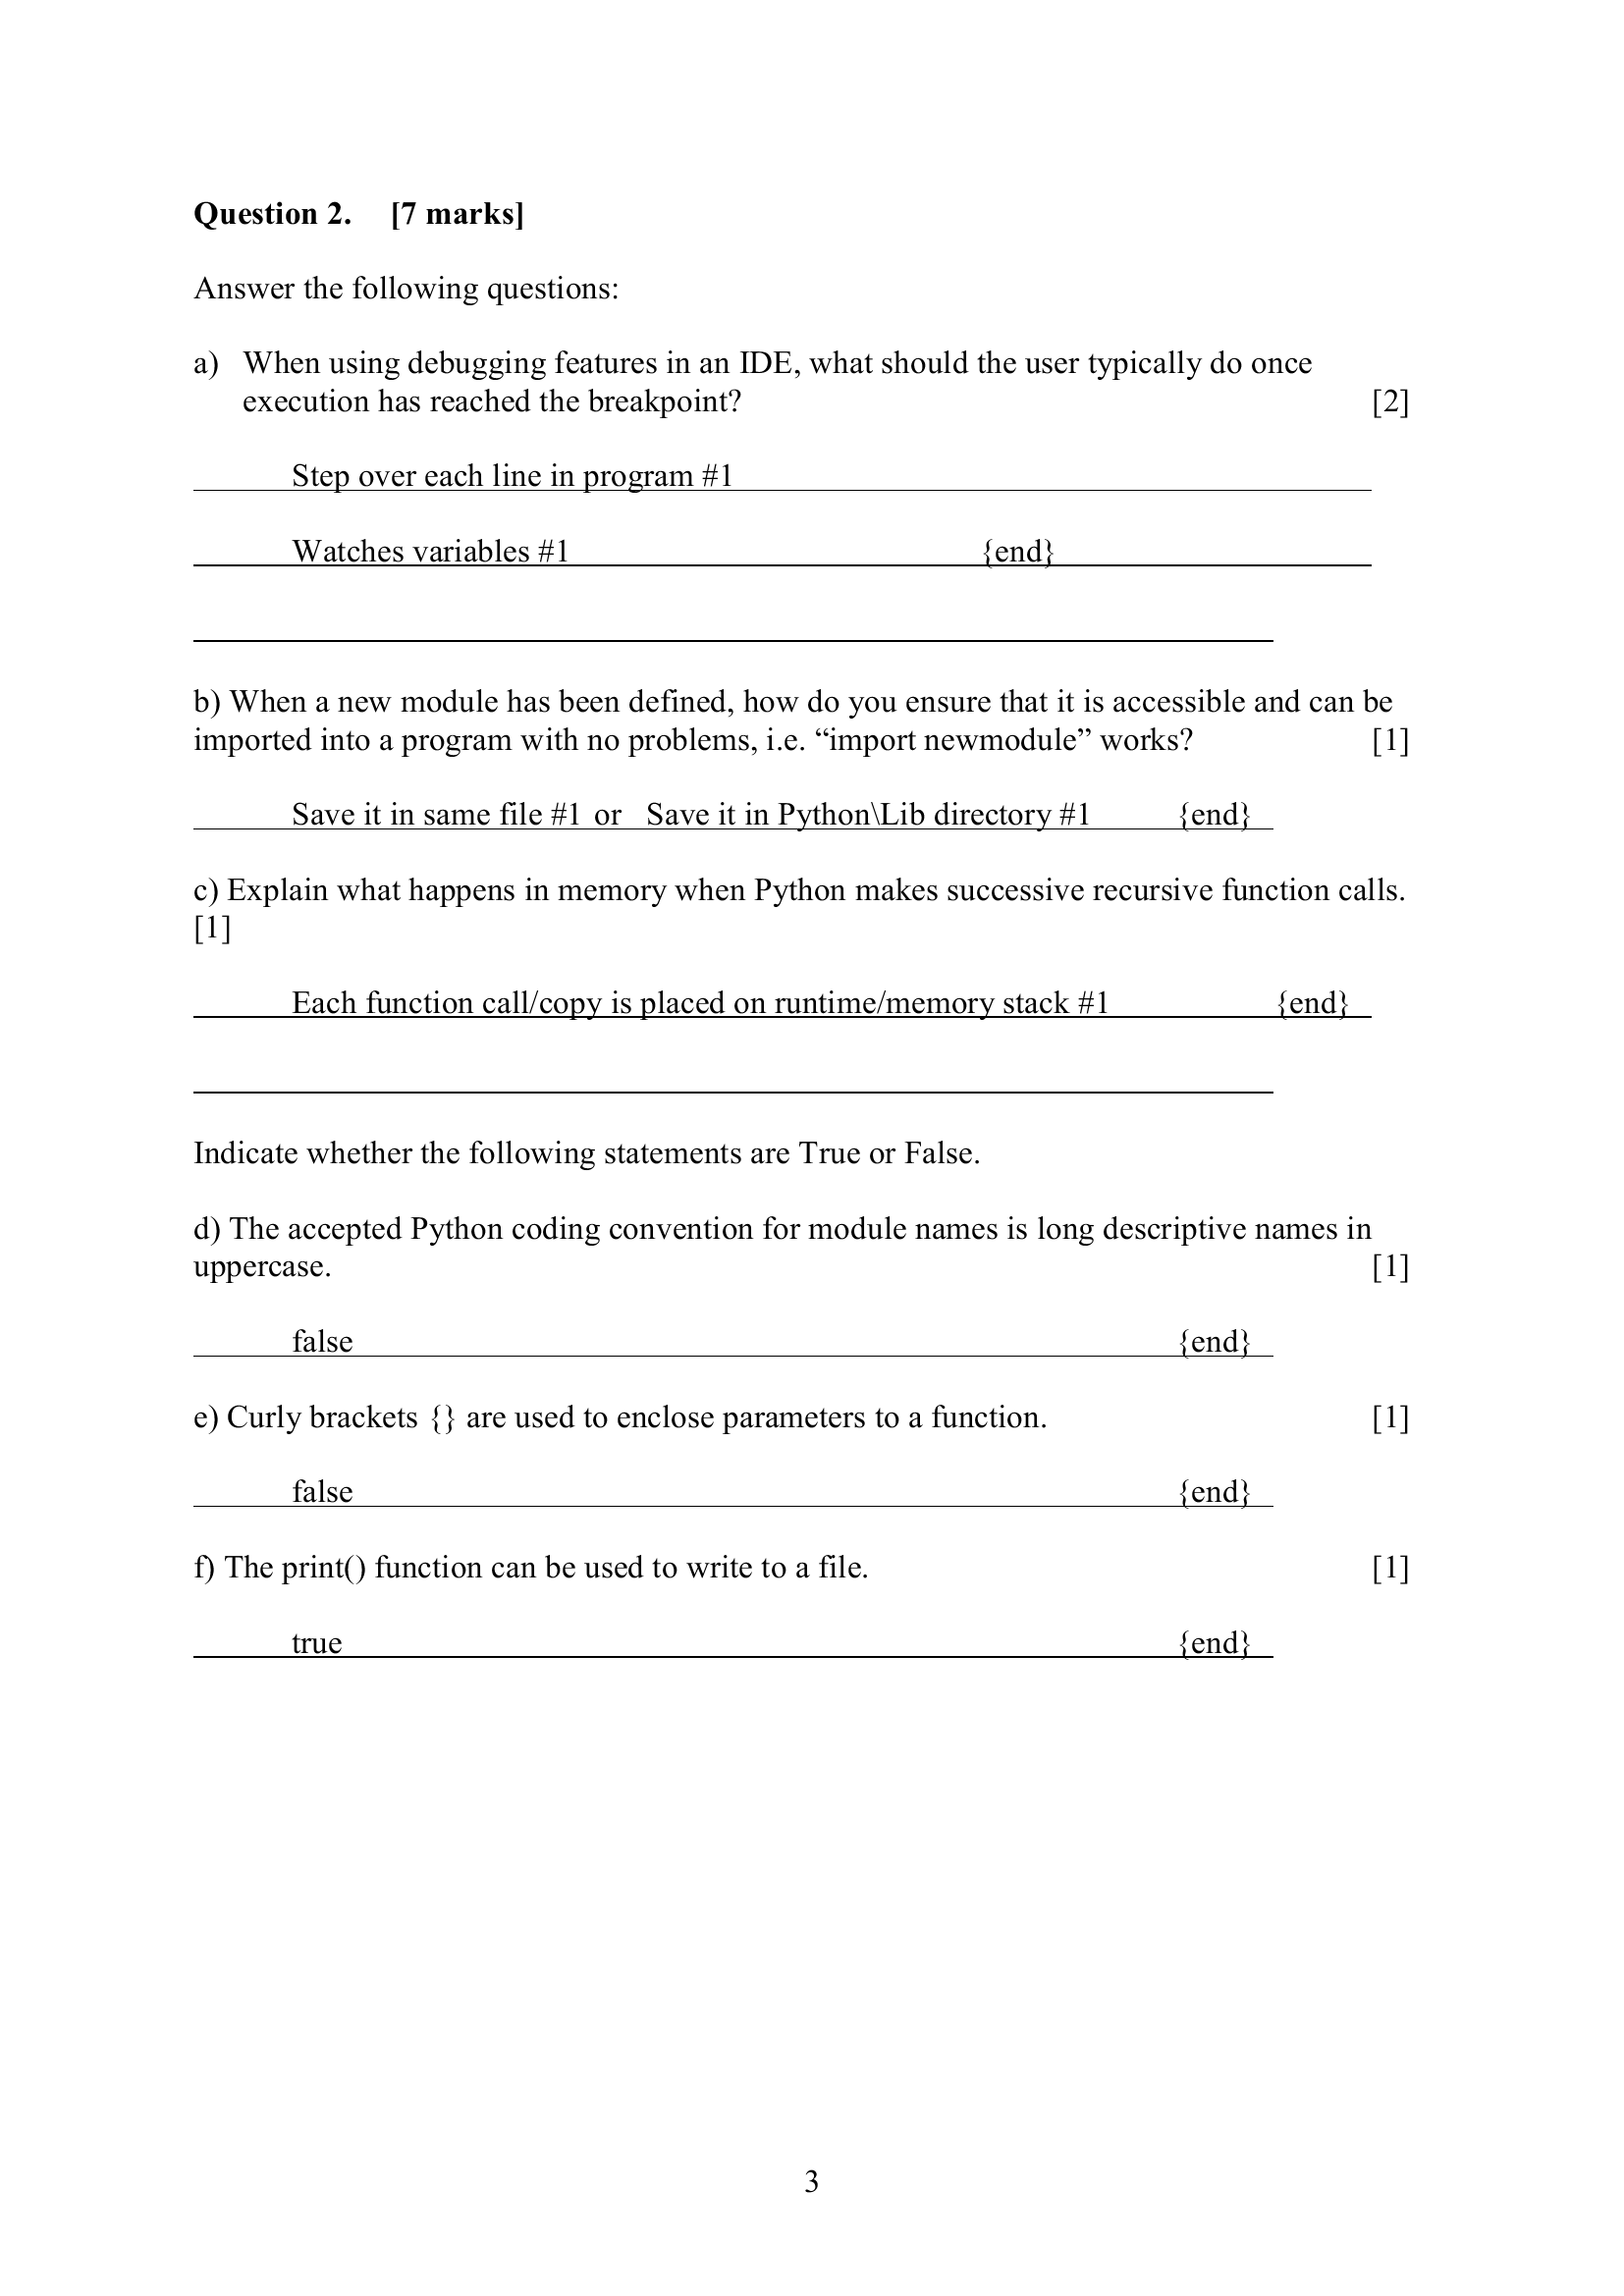 Question 2. [7 marks]
Answer the following questions:
a) When using debugging features in an IDE, what should the user typically do once
execution has reached the breakpoint? [2]
Step over each line in program #1
Watches variables #1 {end}
b) When a new module has been defined, how do you ensure that it is accessible and can be
imported into a program with no problems, i.e. “import newmodule” works? [1]
Save it in same file #1 or Save it in Python\Lib directory #1 {end}
c) Explain what happens in memory when Python makes successive recursive function calls.
[1]
Each function call/copy is placed on runtime/memory stack #1 {end}
Indicate whether the following statements are True or False.
d) The accepted Python coding convention for module names is long descriptive names in
uppercase. [1]
false {end}
e) Curly brackets {} are used to enclose parameters to a function. [1]
false {end}
f) The print() function can be used to write to a file. [1]
true {end}
3